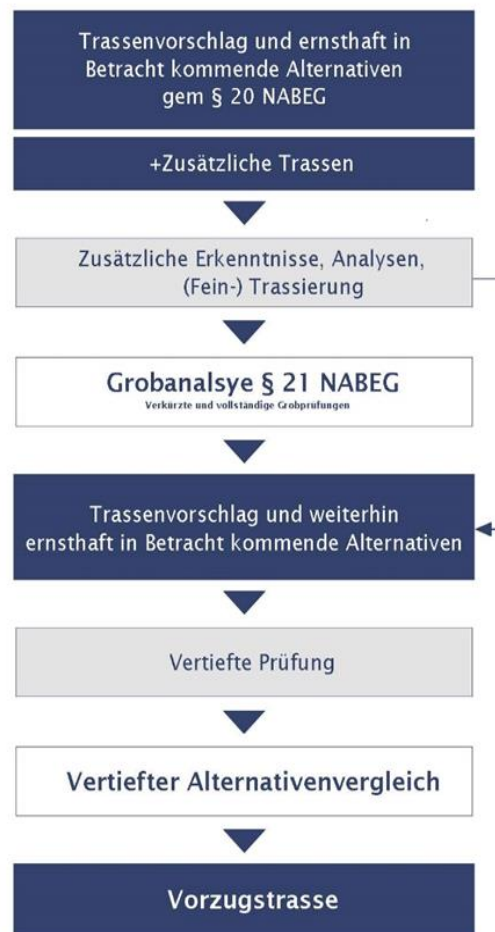 Trassenvorschlag und ernsthaft in
Betracht kommende Alternativen
gem § 20 NABEG
+Zusätzliche Trassen
Zusätzliche Erkenntnisse, Analysen,
(Fein-) Trassierung
Grobanalsye § 21 NABEG
Verkürzte und vollständige Grobprüfungen
Trassenvorschlag und weiterhin
ernsthaft in Betracht kommende Alternativen
Vertiefte Prüfung
Vertiefter Alternativenvergleich
Vorzugstrasse